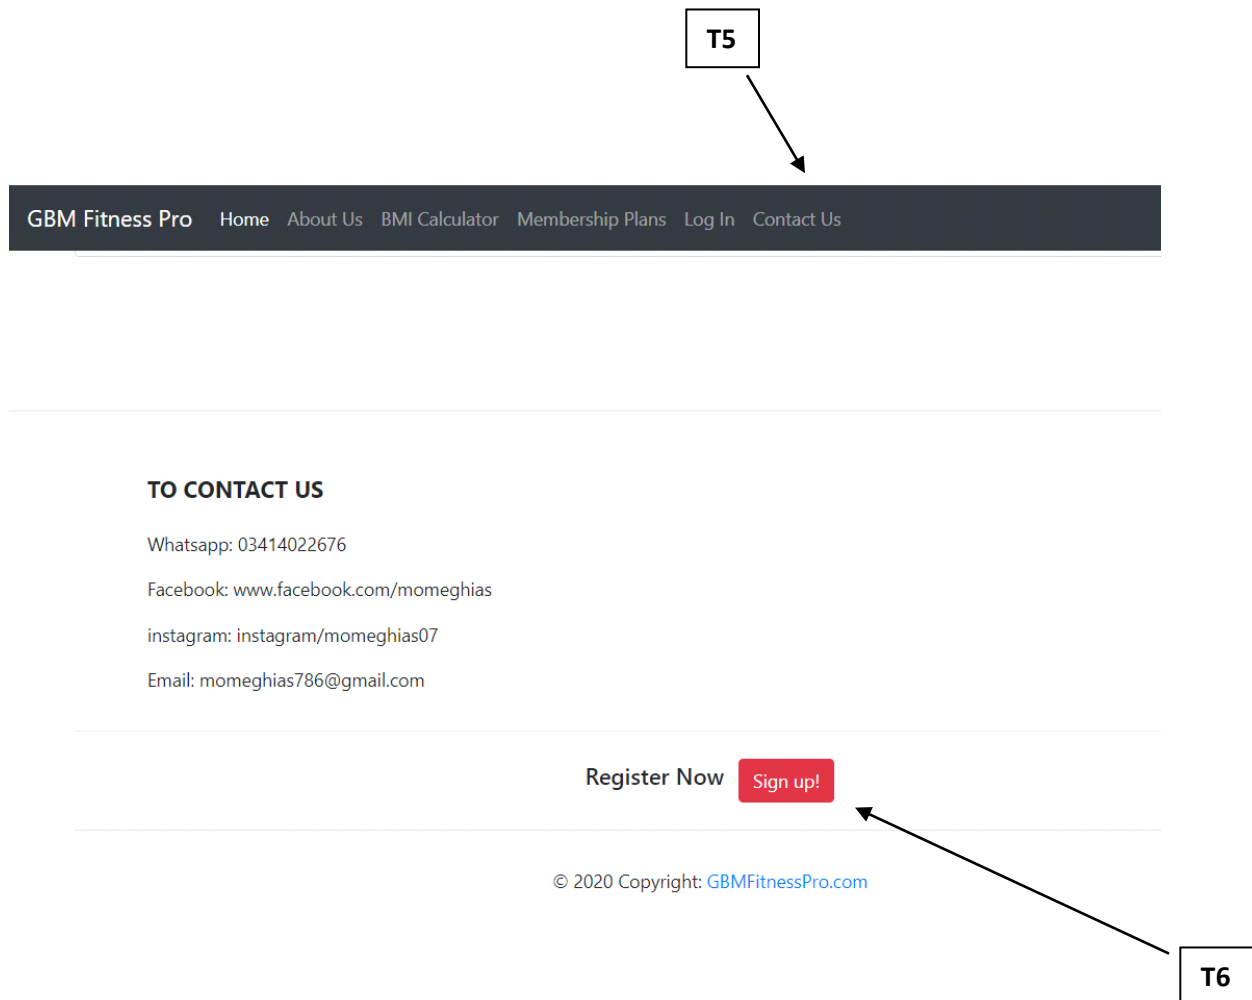 T5
GBM Fitness Pro Home About Us BMI Calculator Membership Plans Log In Contact Us
TO CONTACT US
Whatsapp: 03414022676
Facebook: www.facebook.com/momeghias
instagram: instagram/momeghias07
Email: momeghias786@gmail.com
Register Now Sign up!
© 2020 Copyright: GBMFitnessPro.com
T6